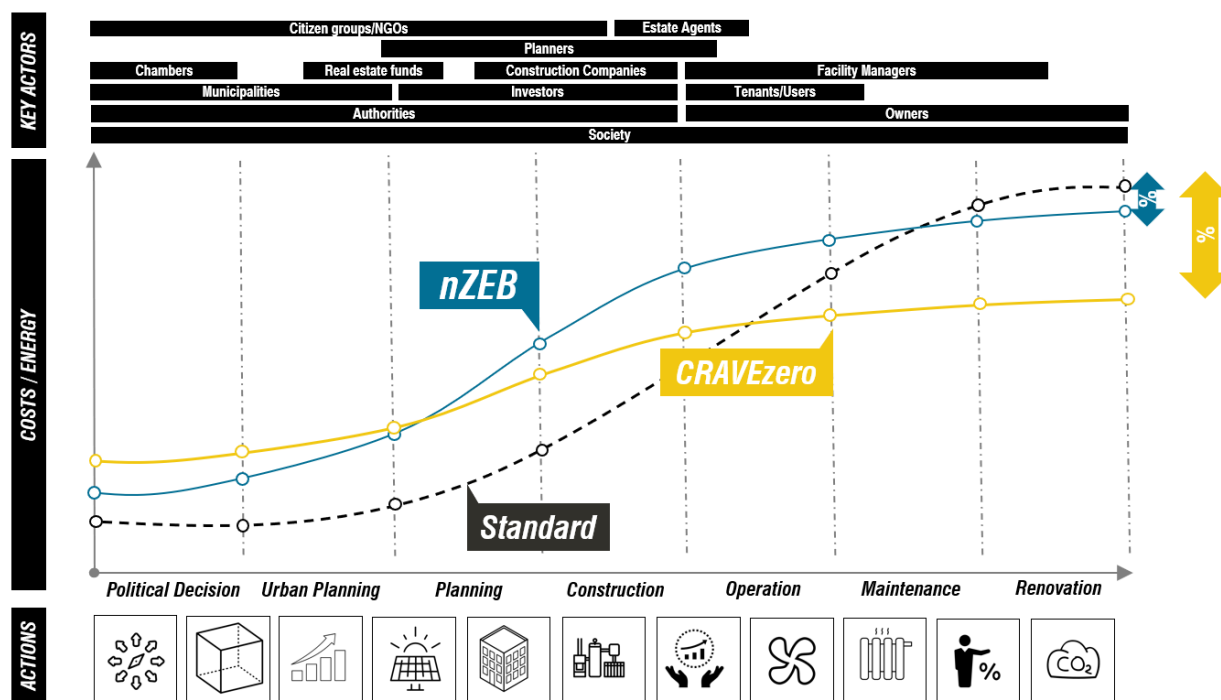 KEY ACTORS
Citizen groups/NGOs
Estate Agents
Planners
Chambers
Real estate funds
Construction Companies
Facility Managers
Municipalities
Investors
Tenants/Users
Authorities
Owners
Society
COSTS / ENERGY
%
%
nZEB
CRAVEzero
Standard
Political Decision
Urban Planning
Planning
Construction
Operation
Maintenance
Renovation
ACTIONS
%
CO2